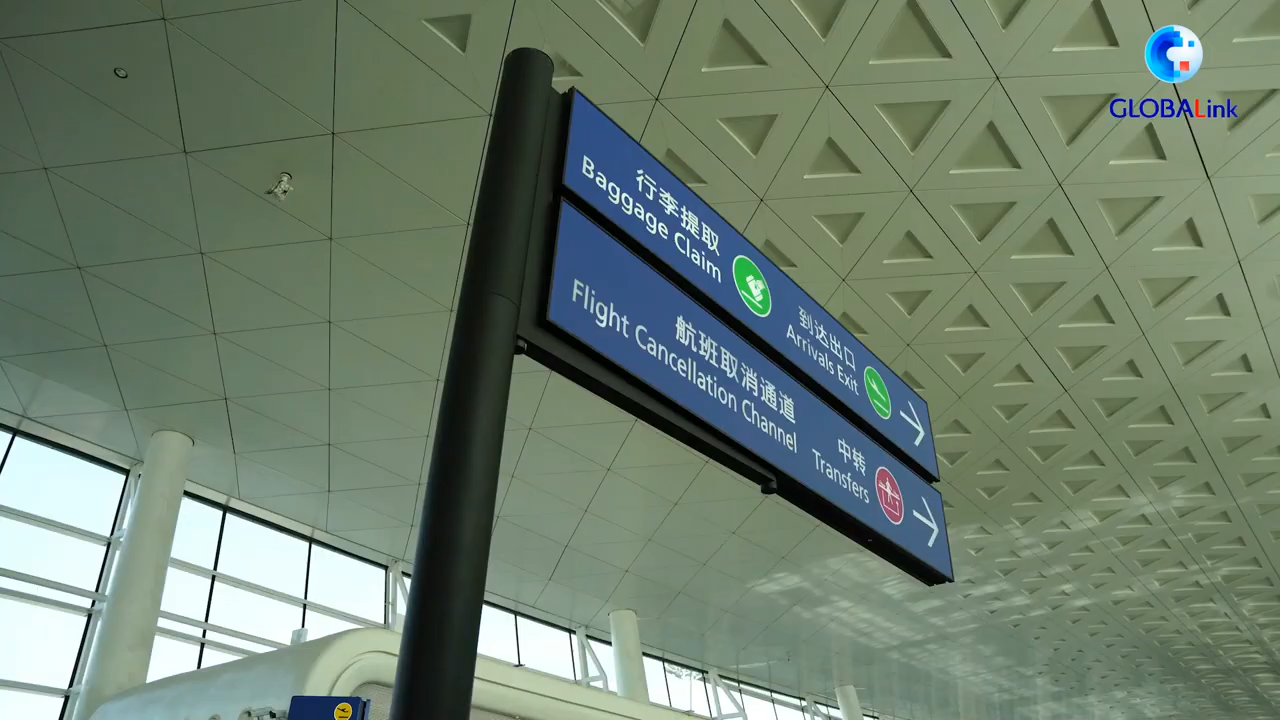 GLOBALink
行李提取
Baggage Claim
到达出口
Arrivals Exit
航班取消通道
Flight Cancellation Channel
中转
Transfers